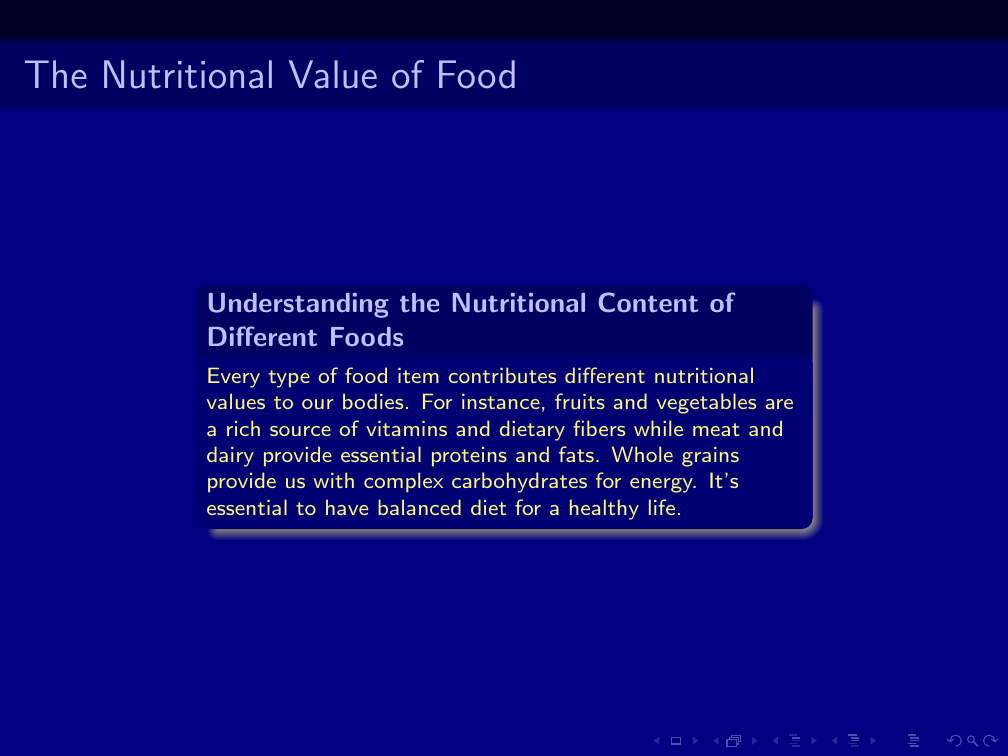 The Nutritional Value of Food
Understanding the Nutritional Content of
Different Foods
Every type of food item contributes different nutritional
values to our bodies. For instance, fruits and vegetables are
a rich source of vitamins and dietary fibers while meat and
dairy provide essential proteins and fats. Whole grains
provide us with complex carbohydrates for energy. It's
essential to have balanced diet for a healthy life.